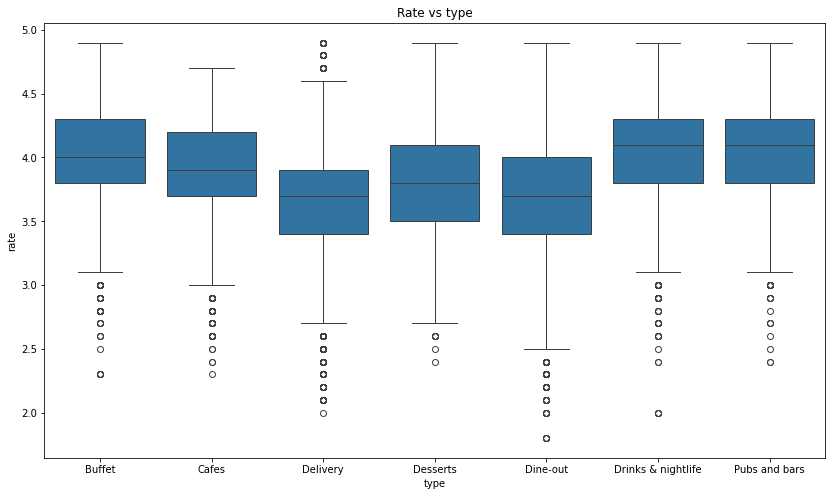 Rate vs type
5.0
4.5
4.0
3.5
3.0
2.5
2.0
rate
Buffet
Cafes
Delivery
Desserts
Dine-out
Drinks & nightlife
Pubs and bars
type